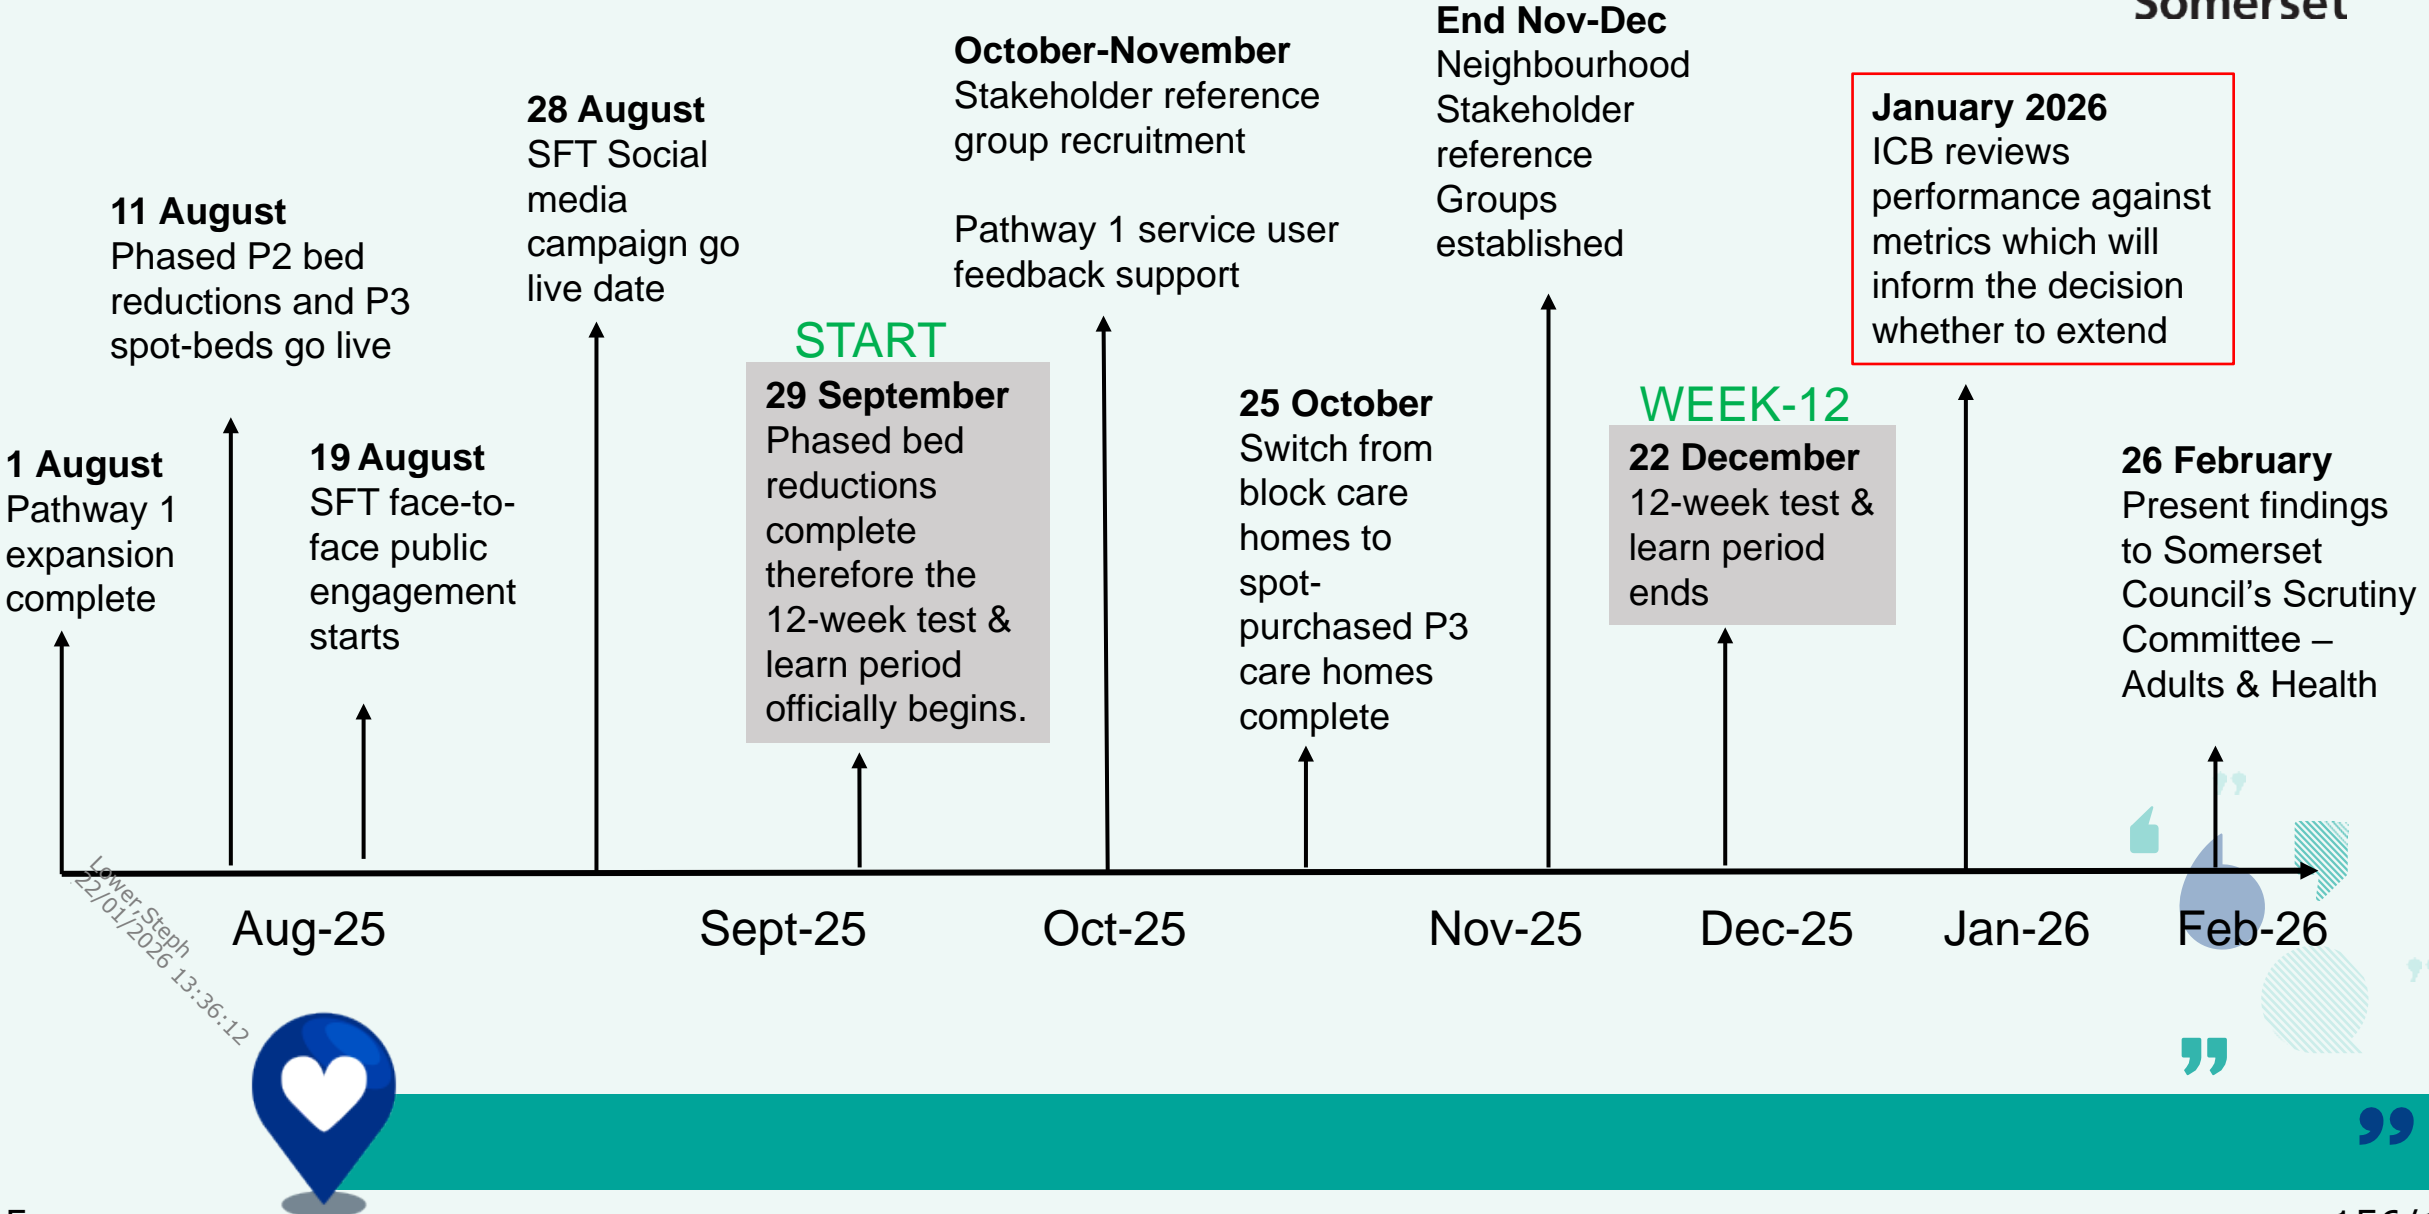 Somerset
1 August
Pathway 1
expansion
complete
11 August
Phased P2 bed
reductions and P3
spot-beds go live
19 August
SFT face-to-
face public
engagement
starts
28 August
SFT Social
media
campaign go
live date
START
29 September
Phased bed
reductions
complete
therefore the
12-week test &
learn period
officially begins.
October-November
Stakeholder reference
group recruitment
Pathway 1 service user
feedback support
25 October
Switch from
block care
homes to
spot-
purchased P3
care homes
complete
End Nov-Dec
Neighbourhood
Stakeholder
reference
Groups
established
WEEK-12
22 December
12-week test &
learn period
ends
January 2026
ICB reviews
performance against
metrics which will
inform the decision
whether to extend
26 February
Present findings
to Somerset
Council’s Scrutiny
Committee –
Adults & Health
Aug-25
Sept-25
Oct-25
Nov-25
Dec-25
Jan-26
Feb-26
Lower,Steph
22/01/2026 13:36:12